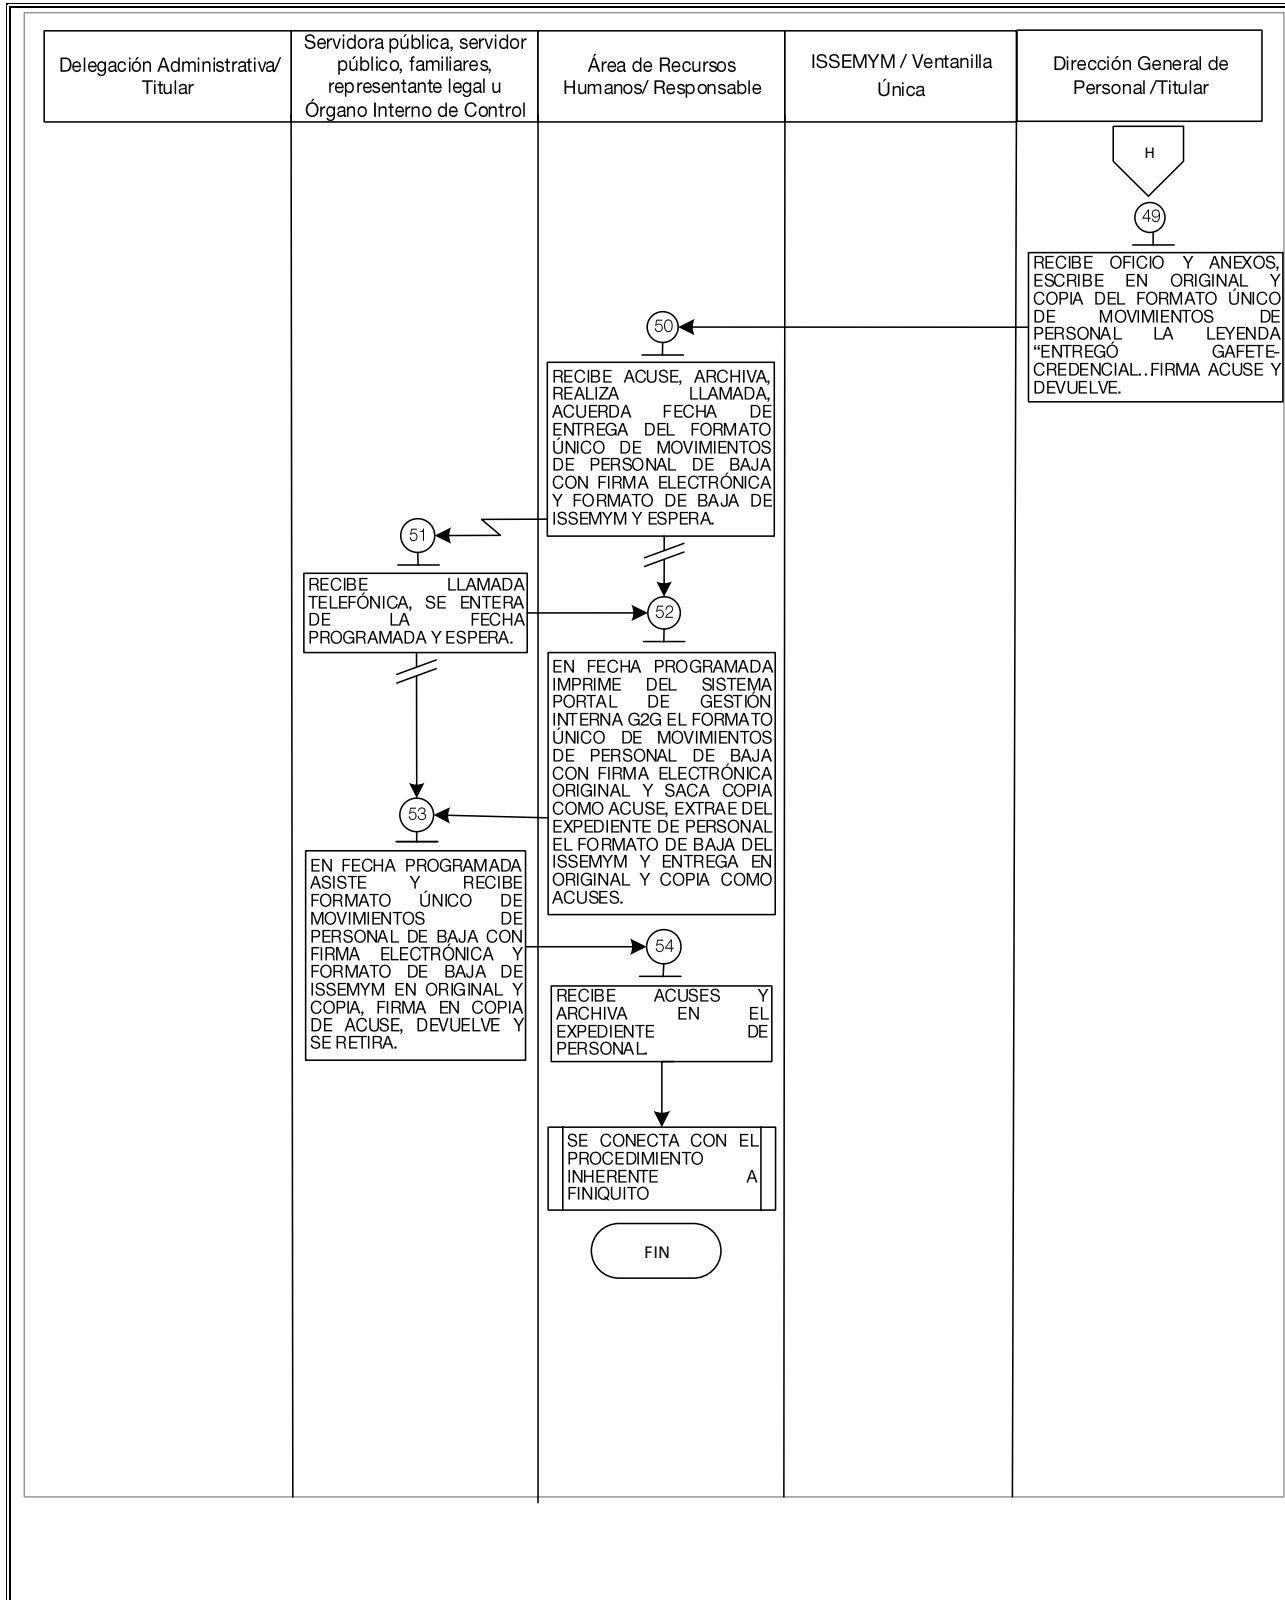 Delegación Administrativa/
Titular
Servidora pública, servidor
público, familiares,
representante legal u
Órgano Interno de Control
Área de Recursos
Humanos/ Responsable
ISSEMYM / Ventanilla
Única
Dirección General de
Personal /Titular
H
49
RECIBE OFICIO Y ANEXOS,
ESCRIBE EN ORIGINAL Y
COPIA DEL FORMATO ÚNICO
DE MOVIMIENTOS DE
PERSONAL LA LEYENDA
“ENTREGÓ GAFETE-
CREDENCIAL...FIRMA ACUSE Y
DEVUELVE.
50
RECIBE ACUSE, ARCHIVA,
REALIZA LLAMADA,
ACUERDA FECHA DE
ENTREGA DEL FORMATO
ÚNICO DE MOVIMIENTOS
DE PERSONAL DE BAJA
CON FIRMA ELECTRÓNICA
Y FORMATO DE BAJA DE
ISSEMYM Y ESPERA.
51
RECIBE LLAMADA
TELEFÓNICA, SE ENTERA
DE LA FECHA
PROGRAMADA Y ESPERA.
52
EN FECHA PROGRAMADA
IMPRIME DEL SISTEMA
PORTAL DE GESTIÓN
INTERNA G2G EL FORMATO
ÚNICO DE MOVIMIENTOS
DE PERSONAL DE BAJA
CON FIRMA ELECTRÓNICA
ORIGINAL Y SACA COPIA
COMO ACUSE, EXTRAE DEL
EXPEDIENTE DE PERSONAL
EL FORMATO DE BAJA DEL
ISSEMYM Y ENTREGA EN
ORIGINAL Y COPIA COMO
ACUSES.
53
EN FECHA PROGRAMADA
ASISTE Y RECIBE
FORMATO ÚNICO DE
MOVIMIENTOS DE
PERSONAL DE BAJA CON
FIRMA ELECTRÓNICA Y
FORMATO DE BAJA DE
ISSEMYM EN ORIGINAL Y
COPIA, FIRMA EN COPIA
DE ACUSE, DEVUELVE Y
SE RETIRA.
54
RECIBE ACUSES Y
ARCHIVA EN EL
EXPEDIENTE DE
PERSONAL.
SE CONECTA CON EL
PROCEDIMIENTO
INHERENTE A
FINIQUITO
FIN